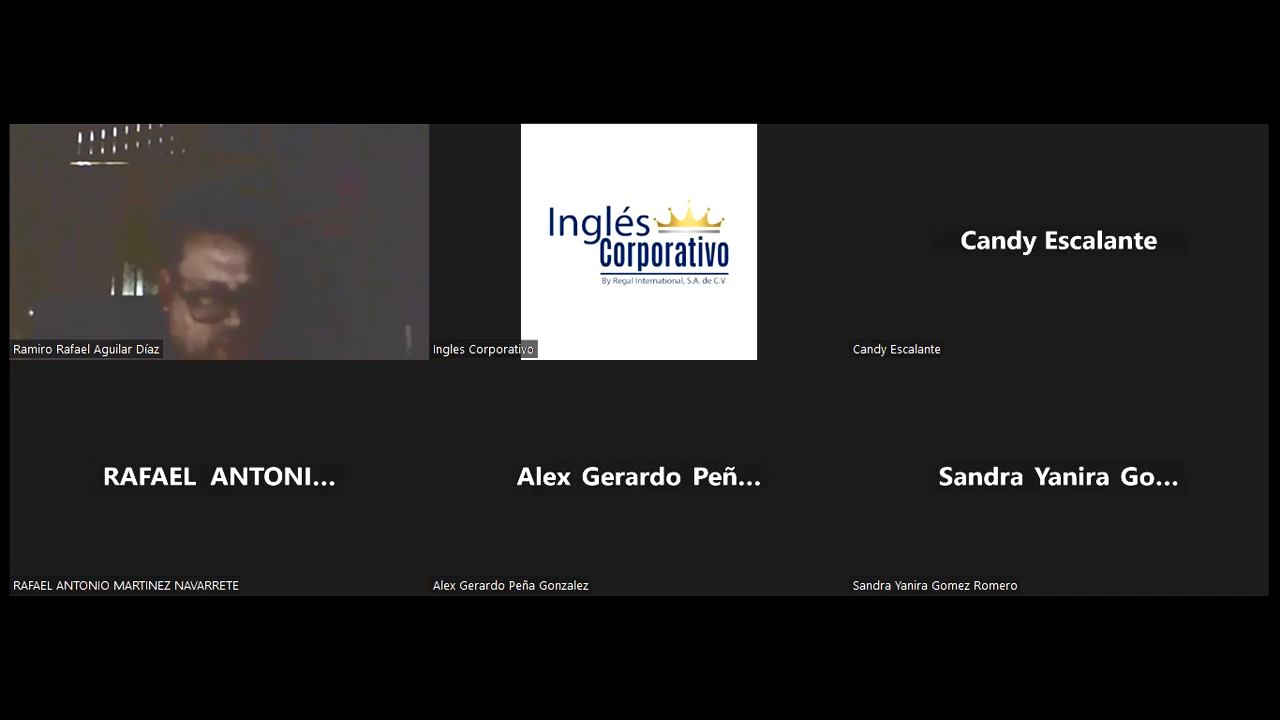 Inglés
Corporativo
By Regal International, S.A. de C.V.
Candy Escalante
Ramiro Rafael Aguilar Díaz
Ingles Corporativo
Candy Escalante
RAFAEL ANTONI...
Alex Gerardo Peñ...
Sandra Yanira Go...
RAFAEL ANTONIO MARTINEZ NAVARRETE
Alex Gerardo Peña Gonzalez
Sandra Yanira Gomez Romero